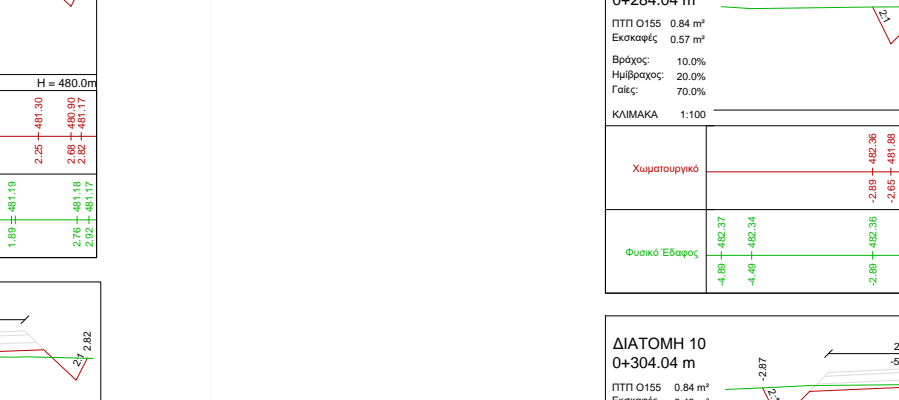 H = 480.0m
2.25 481.30
2.68 480.90
2.82 481.17
1.89 481.19
2.76 481.18
2.92 481.17
2:1
2.82
0+284.04 m
ΠΤΠ Ο155 0.84 m²
Εκσκαφές 0.57 m²
Βράχος: 10.0%
Ημίβραχος: 20.0%
Γαίες: 70.0%
ΚΛΙΜΑΚΑ 1:100
2:1
Χωματουργικό
-2.89 482.36
-2.65 481.88
Φυσικό Έδαφος
-4.89 482.37
-4.49 482.34
-2.89 482.36
ΔΙΑΤΟΜΗ 10
0+304.04 m
ΠΤΠ Ο155 0.84 m²
-2.87